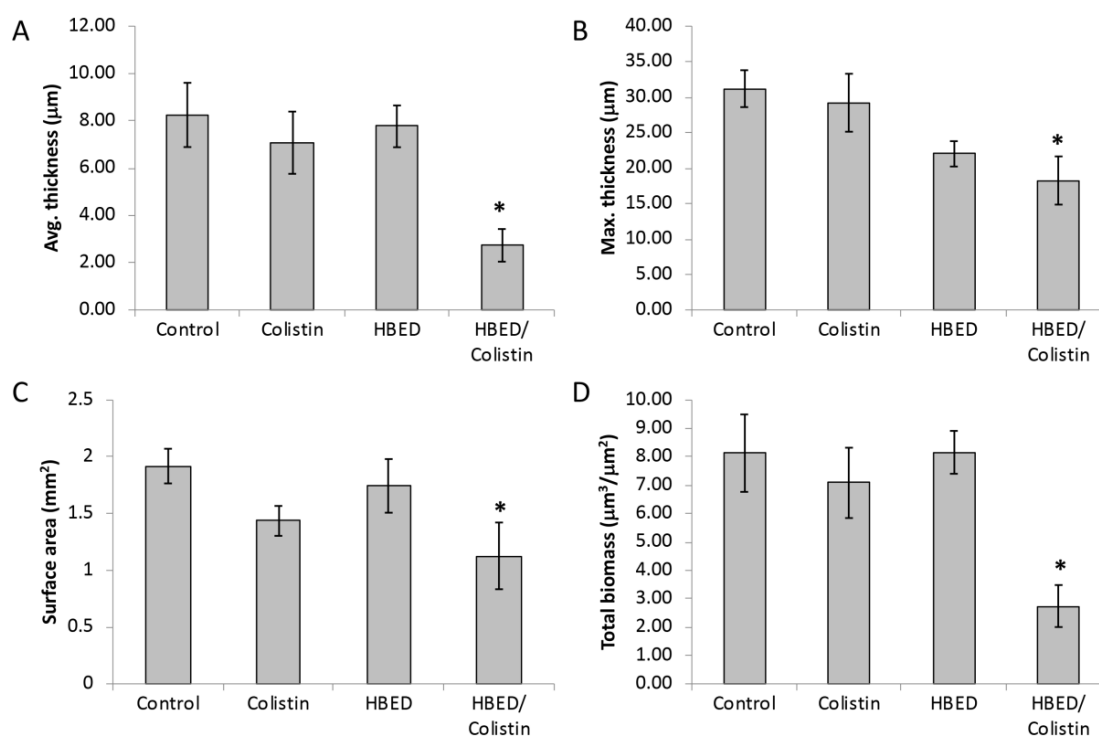 A
Avg. thickness (μm)
12.00
10.00
8.00
6.00
4.00
2.00
0.00
*
Control
Colistin
HBED
HBED/
Colistin
B
Max. thickness (μm)
40.00
35.00
30.00
25.00
20.00
15.00
10.00
5.00
0.00
*
Control
Colistin
HBED
HBED/
Colistin
C
Surface area (mm²)
2.5
2
1.5
1
0.5
0
*
Control
Colistin
HBED
HBED/
Colistin
D
Total biomass (μm³/μm²)
10.00
9.00
8.00
7.00
6.00
5.00
4.00
3.00
2.00
1.00
0.00
*
Control
Colistin
HBED
HBED/
Colistin